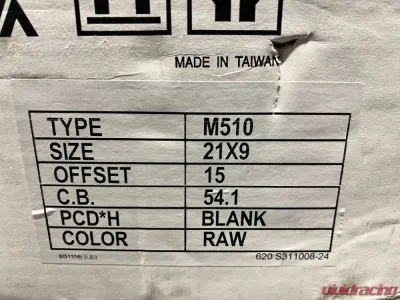 MADE IN TAIWAN
TYPE M510
SIZE 21X9
OFFSET 15
C.B. 54.1
PCD*H BLANK
COLOR RAW
620 S311008-24
vividracing